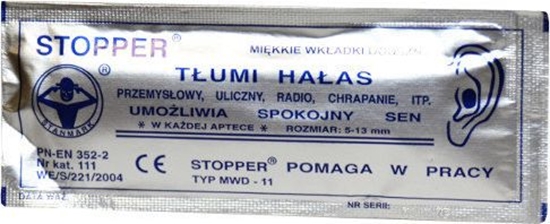 STOPPER®
MIĘKKIE WKŁADKI
TŁUMI HAŁAS
PRZEMYSŁOWY, ULICZNY, RADIO, CHRAPANIE, ITP.
UMOŻLIWIA SPOKOJNY SEN
* W KAŻDEJ APTECE * ROZMIAR: 5-13 mm
®
STANMARK
PN-EN 352-2
Nr kat. 111
WE/S/221/2004
CE STOPPER® POMAGA W PRACY
TYP MWD - 11
DATA WAŻ.
NR SERII: